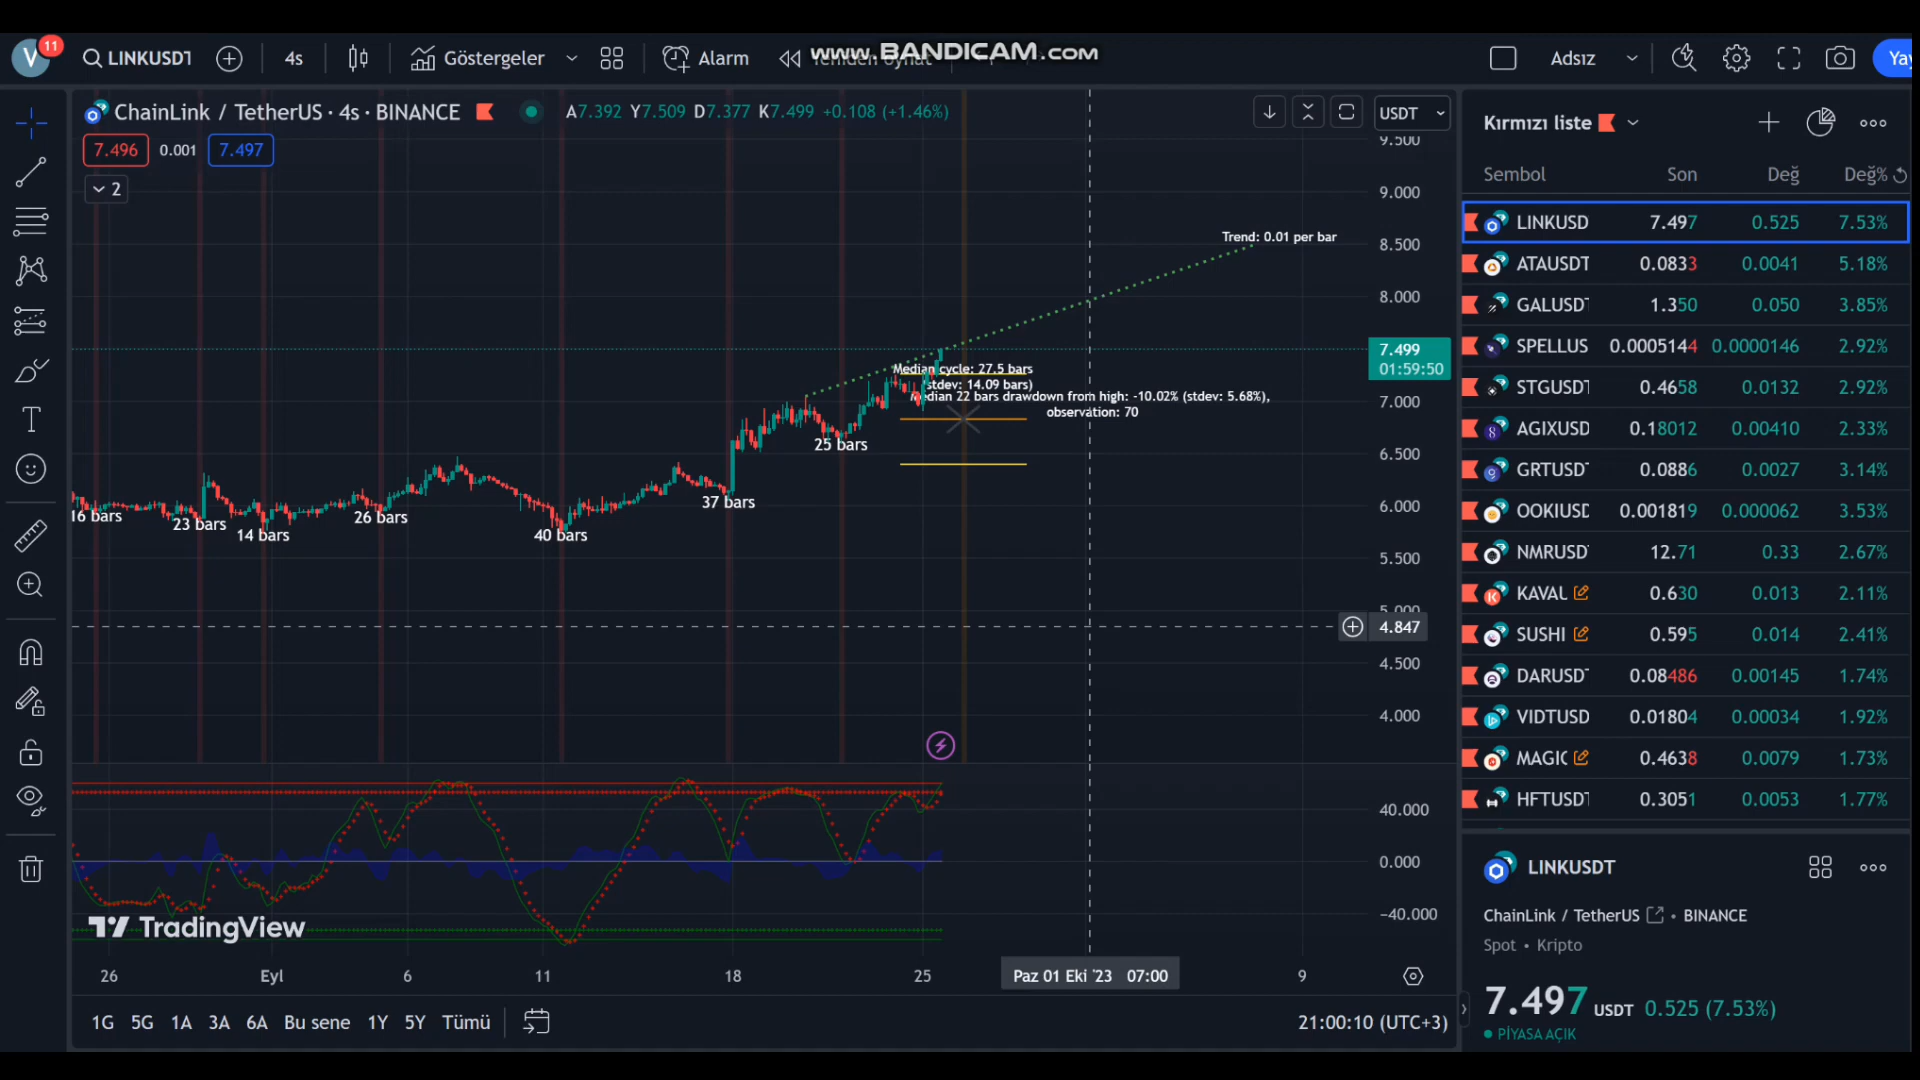 V 11 LINKUSDT 4s Göstergeler Alarm Yeniden oynat Adsız Yay
www.BANDICAM.com
ChainLink / TetherUS · 4s · BINANCE A7.392 Y7.509 D7.377 K7.499 +0.108 (+1.46%)
7.496 0.001 7.497
2
USDT
9.500
9.000
8.500
8.000
7.499
01:59:50
7.000
6.500
6.000
5.500
5.000
4.847
4.500
4.000
40.000
0.000
−40.000
Trend: 0.01 per bar
Median cycle: 27.5 bars
(stdev: 14.09 bars)
Median 22 bars drawdown from high: -10.02% (stdev: 5.68%),
observation: 70
16 bars
23 bars
14 bars
26 bars
40 bars
37 bars
25 bars
TradingView
26 Eyl 6 11 18 25 Paz 01 Eki '23 07:00 9
1G 5G 1A 3A 6A Bu sene 1Y 5Y Tümü 21:00:10 (UTC+3)
Kırmızı liste
Sembol Son Değ Değ%
LINKUSD 7.497 0.525 7.53%
ATAUSDT 0.0833 0.0041 5.18%
GALUSDT 1.350 0.050 3.85%
SPELLUS 0.0005144 0.0000146 2.92%
STGUSDT 0.4658 0.0132 2.92%
AGIXUSD 0.18012 0.00410 2.33%
GRTUSDT 0.0886 0.0027 3.14%
OOKIUSD 0.001819 0.000062 3.53%
NMRUSD 12.71 0.33 2.67%
KAVAU 0.630 0.013 2.11%
SUSHI 0.595 0.014 2.41%
DARUSDT 0.08486 0.00145 1.74%
VIDTUSD 0.01804 0.00034 1.92%
MAGIC 0.4638 0.0079 1.73%
HFTUSDT 0.3051 0.0053 1.77%
LINKUSDT
ChainLink / TetherUS • BINANCE
Spot • Kripto
7.497 USDT 0.525 (7.53%)
PİYASA AÇIK